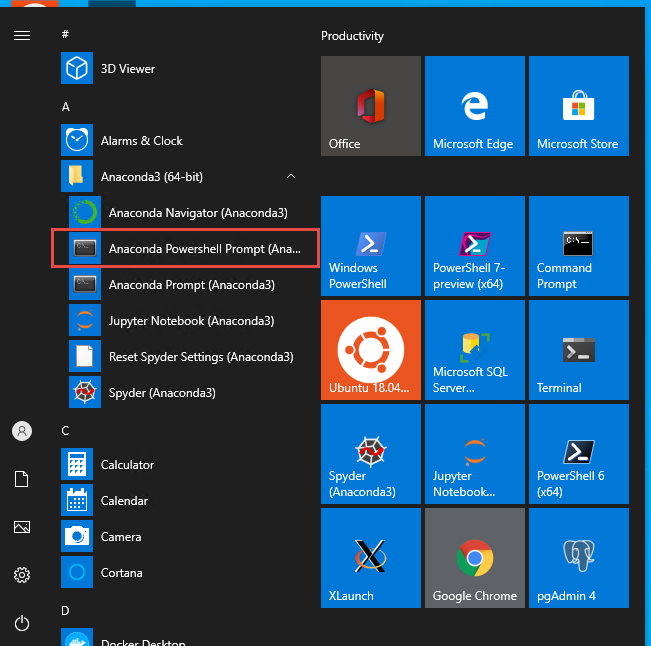 #
3D Viewer
A
Alarms & Clock
Anaconda3 (64-bit)
Anaconda Navigator (Anaconda3)
Anaconda Powershell Prompt (Ana...
Anaconda Prompt (Anaconda3)
Jupyter Notebook (Anaconda3)
Reset Spyder Settings (Anaconda3)
Spyder (Anaconda3)
C
Calculator
Calendar
Camera
Cortana
D
Docker Desktop
Productivity
Office
Microsoft Edge
Microsoft Store
Windows
PowerShell
PowerShell 7-
preview (x64)
C:\_
Command
Prompt
Ubuntu 18.04...
Microsoft SQL
Server...
Terminal
Spyder
(Anaconda3)
Jupyter
Notebook...
PowerShell 6
(x64)
XLaunch
Google Chrome
pgAdmin 4